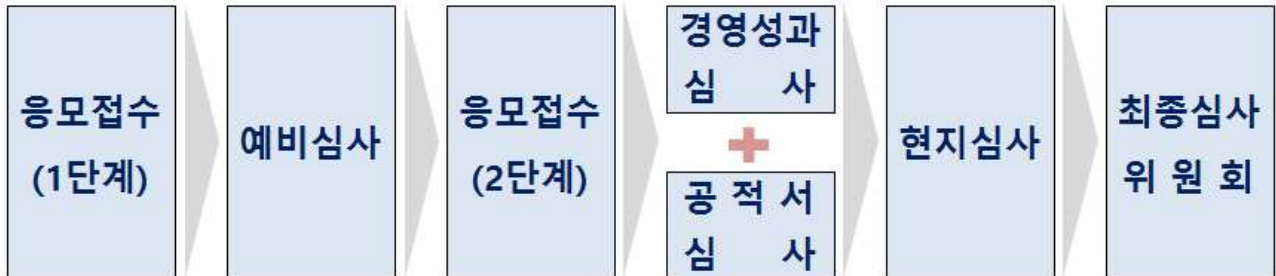 응모접수
(1단계)
예비심사
응모접수
(2단계)
경영성과
심 사
공 적 서
심 사
현지심사
최종심사
위 원 회